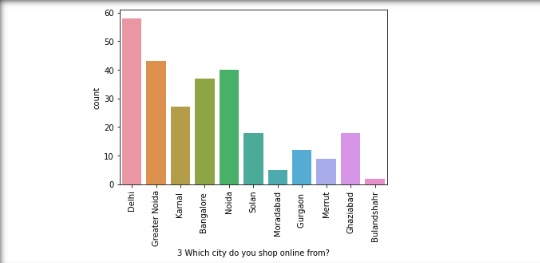 60
50
40
30
20
10
0
count
Delhi
Greater Noida
Karnal
Bangalore
Noida
Solan
Moradabad
Gurgaon
Merrut
Ghaziabad
Bulandshahr
3 Which city do you shop online from?